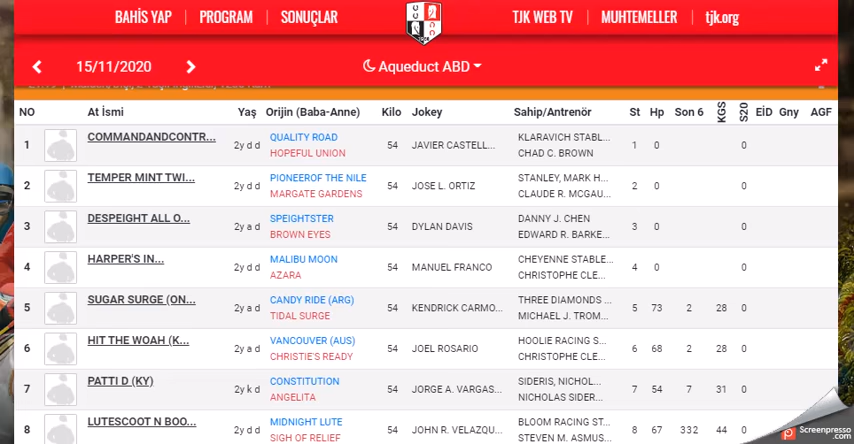 BAHİS YAP | PROGRAM | SONUÇLAR TJK WEB TV | MUHTEMELLER | tjk.org
15/11/2020 Aqueduct ABD
NO At İsmi Yaş Orijin (Baba-Anne) Kilo Jokey Sahip/Antrenör St Hp Son 6 KGS S20 EİD Gny AGF
1 COMMANDANDCONTR... 2y d d QUALITY ROAD 54 JAVIER CASTELL... KLARAVICH STABL... 1 0 0
HOPEFUL UNION CHAD C. BROWN
2 TEMPER MINT TWI... 2y d d PIONEEROF THE NILE 54 JOSE L. ORTIZ STANLEY, MARK H... 2 0 0
MARGATE GARDENS CLAUDE R. MCGAU...
3 DESPEIGHT ALL O... 2y a d SPEIGHTSTER 54 DYLAN DAVIS DANNY J. CHEN 3 0 0
BROWN EYES EDWARD R. BARKE...
4 HARPER'S IN... 2y d d MALIBU MOON 54 MANUEL FRANCO CHEYENNE STABLE... 4 0 0
AZARA CHRISTOPHE CLE...
5 SUGAR SURGE (ON... 2y a d CANDY RIDE (ARG) 54 KENDRICK CARMO... THREE DIAMONDS ... 5 73 2 28 0
TIDAL SURGE MICHAEL J. TROM...
6 HIT THE WOAH (K... 2y a d VANCOUVER (AUS) 54 JOEL ROSARIO HOOLIE RACING S... 6 68 2 28 0
CHRISTIE'S READY CHRISTOPHE CLE...
7 PATTI D (KY) 2y k d CONSTITUTION 54 JORGE A. VARGAS... SIDERIS, NICHOL... 7 54 7 31 0
ANGELITA NICHOLAS SIDER...
8 LUTESCOOT N BOO... 2y d d MIDNIGHT LUTE 54 JOHN R. VELAZQU... BLOOM RACING ST... 8 67 332 44 0
SIGH OF RELIEF STEVEN M. ASMUS...
Screenpresso
.com